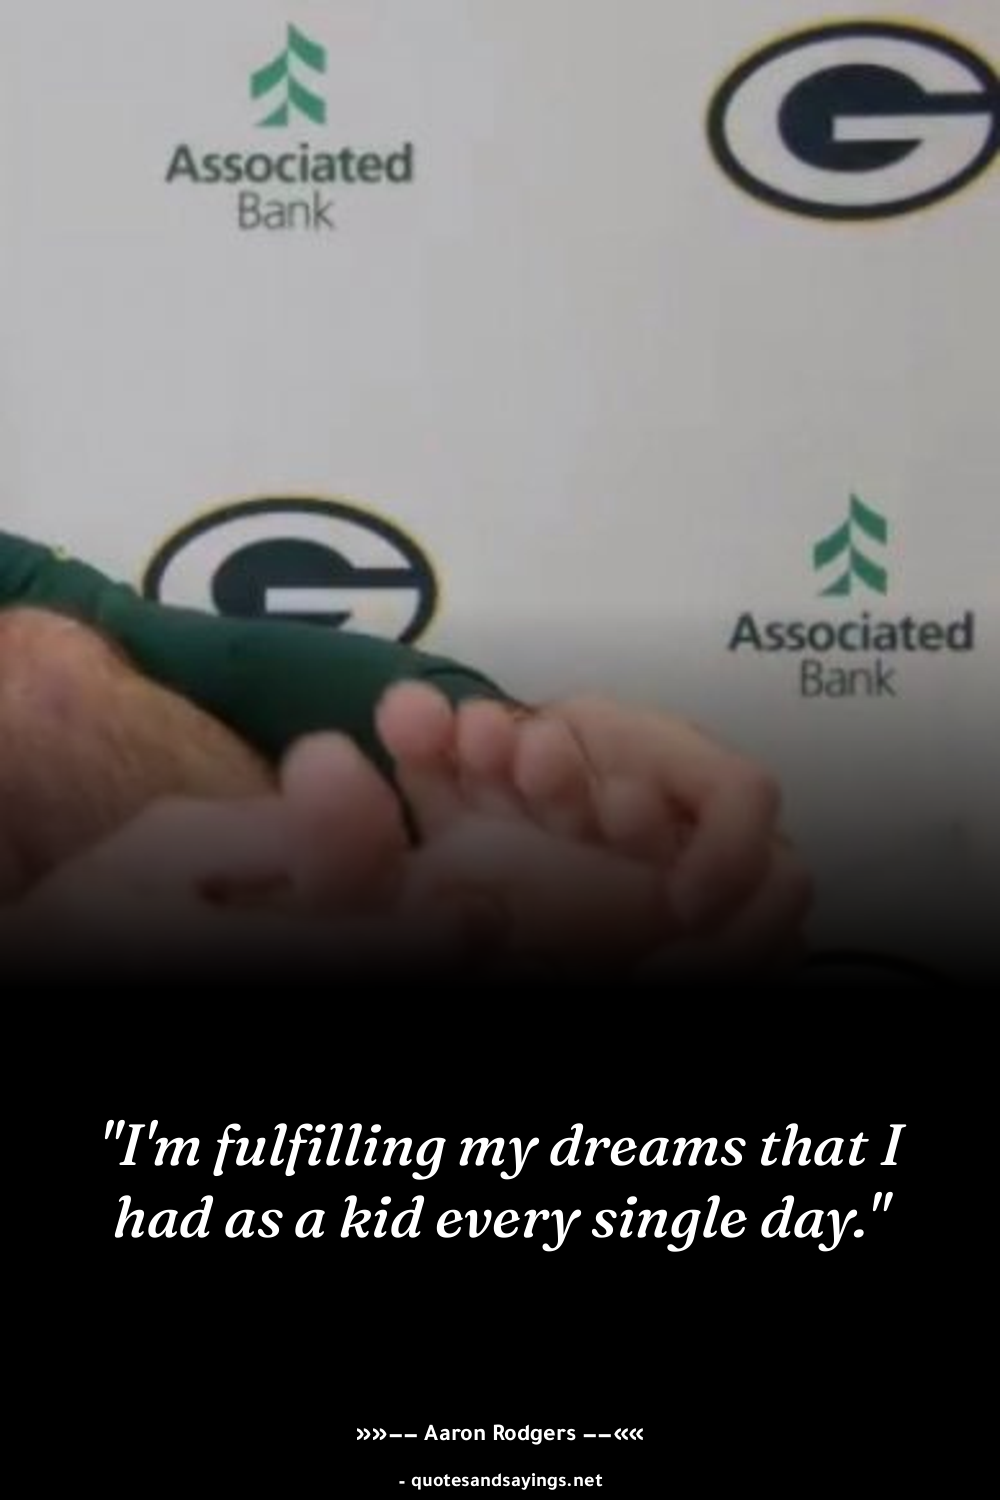 Associated
Bank
G
G
Associated
Bank
"I'm fulfilling my dreams that I
had as a kid every single day."
»»–– Aaron Rodgers ––««
- quotesandsayings.net